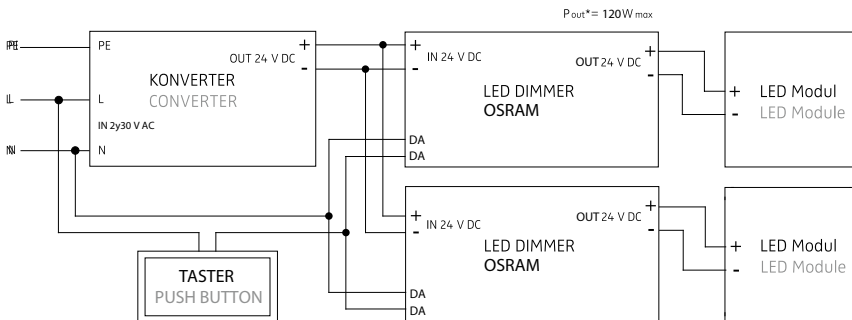 Pout*= 120W max
PE PE
OUT 24 V DC + -
KONVERTER
CONVERTER
L L
IN 2y30 V AC
N N
+ - IN 24 V DC
OUT 24 V DC + -
LED DIMMER
OSRAM
DA
DA
+ LED Modul
- LED Module
+ - IN 24 V DC
OUT 24 V DC + -
LED DIMMER
OSRAM
DA
DA
+ LED Modul
- LED Module
TASTER
PUSH BUTTON